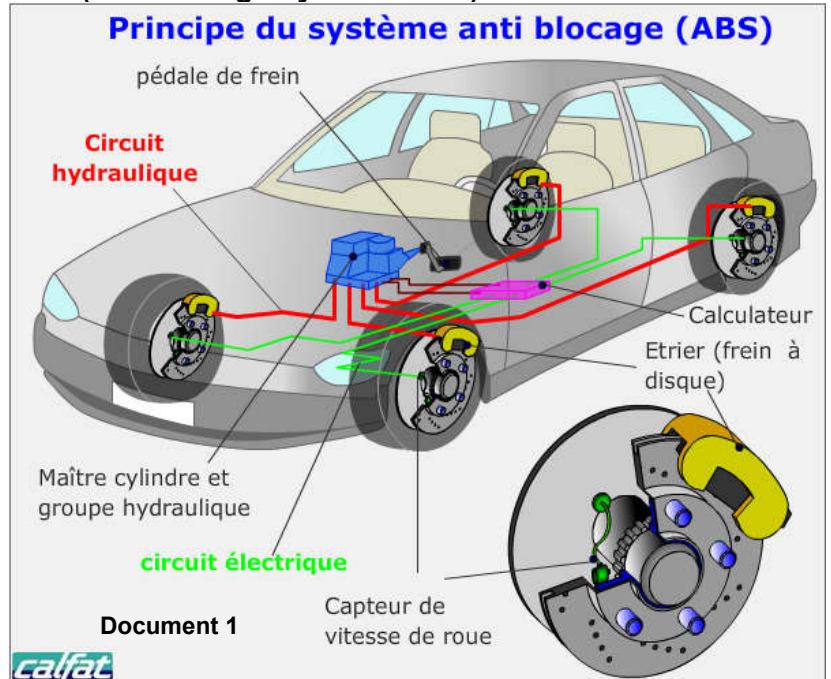 Principe du système anti blocage (ABS)
pédale de frein
Circuit
hydraulique
Calculateur
Etrier (frein à
disque)
Maître cylindre et
groupe hydraulique
circuit électrique
Capteur de
vitesse de roue
Document 1
calfat